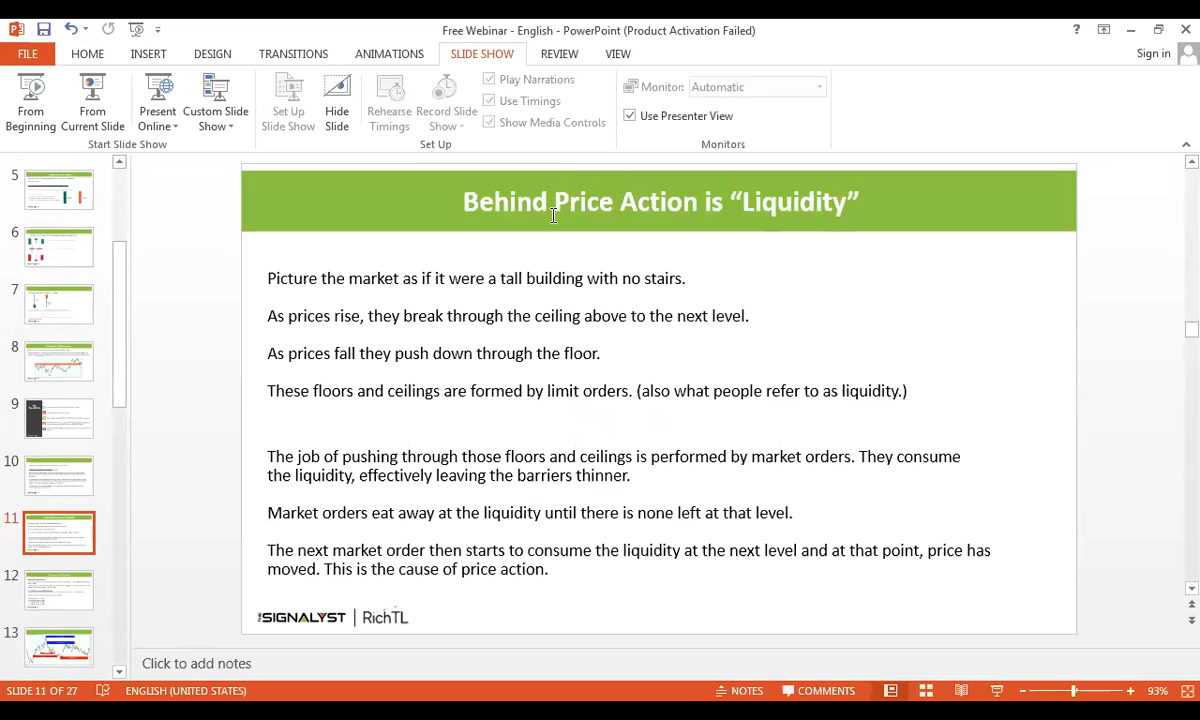 Free Webinar - English - PowerPoint (Product Activation Failed)
FILE HOME INSERT DESIGN TRANSITIONS ANIMATIONS SLIDE SHOW REVIEW VIEW Sign in
From Beginning
From Current Slide
Present Online
Custom Slide Show
Start Slide Show
Set Up Slide Show
Hide Slide
Rehearse Timings
Record Slide Show
Play Narrations
Use Timings
Show Media Controls
Set Up
Monitor: Automatic
Use Presenter View
Monitors
5
6
7
8
9
10
11
12
13
Behind Price Action is “Liquidity”
Picture the market as if it were a tall building with no stairs.
As prices rise, they break through the ceiling above to the next level.
As prices fall they push down through the floor.
These floors and ceilings are formed by limit orders. (also what people refer to as liquidity.)
The job of pushing through those floors and ceilings is performed by market orders. They consume
the liquidity, effectively leaving the barriers thinner.
Market orders eat away at the liquidity until there is none left at that level.
The next market order then starts to consume the liquidity at the next level and at that point, price has
moved. This is the cause of price action.
THE SIGNALYST | RichTL
Click to add notes
SLIDE 11 OF 27 ENGLISH (UNITED STATES) NOTES COMMENTS 93%